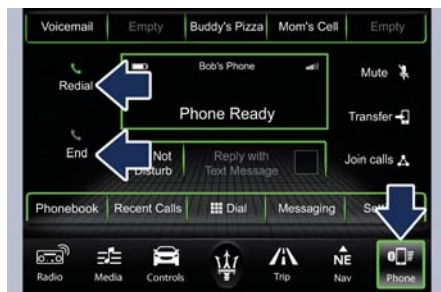 Voicemail Empty Buddy's Pizza Mom's Cell Empty
Bob's Phone
Redial
Mute
Phone Ready
Transfer
End
Not
Disturb
Reply with
Text Message
Join calls
Phonebook Recent Calls Dial Messaging
Radio Media Controls Trip NE Nav Phone